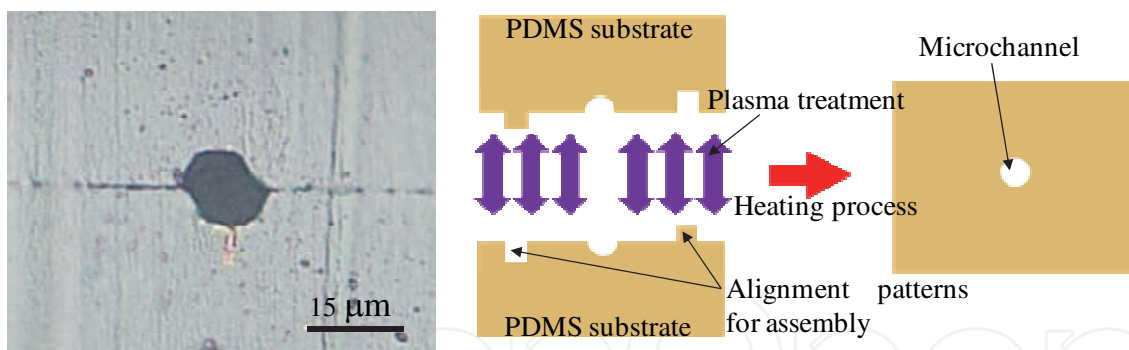 15 μm
PDMS substrate
Plasma treatment
Heating process
Alignment patterns
for assembly
PDMS substrate
Microchannel